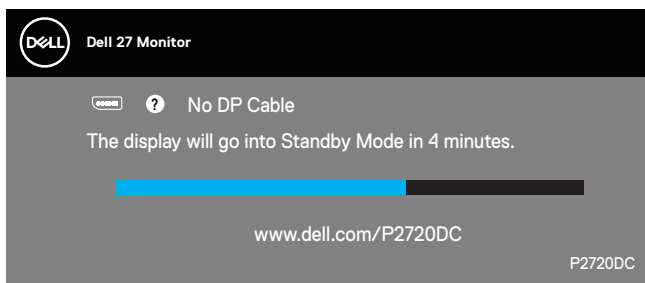 DELL
Dell 27 Monitor
? No DP Cable
The display will go into Standby Mode in 4 minutes.
www.dell.com/P2720DC
P2720DC